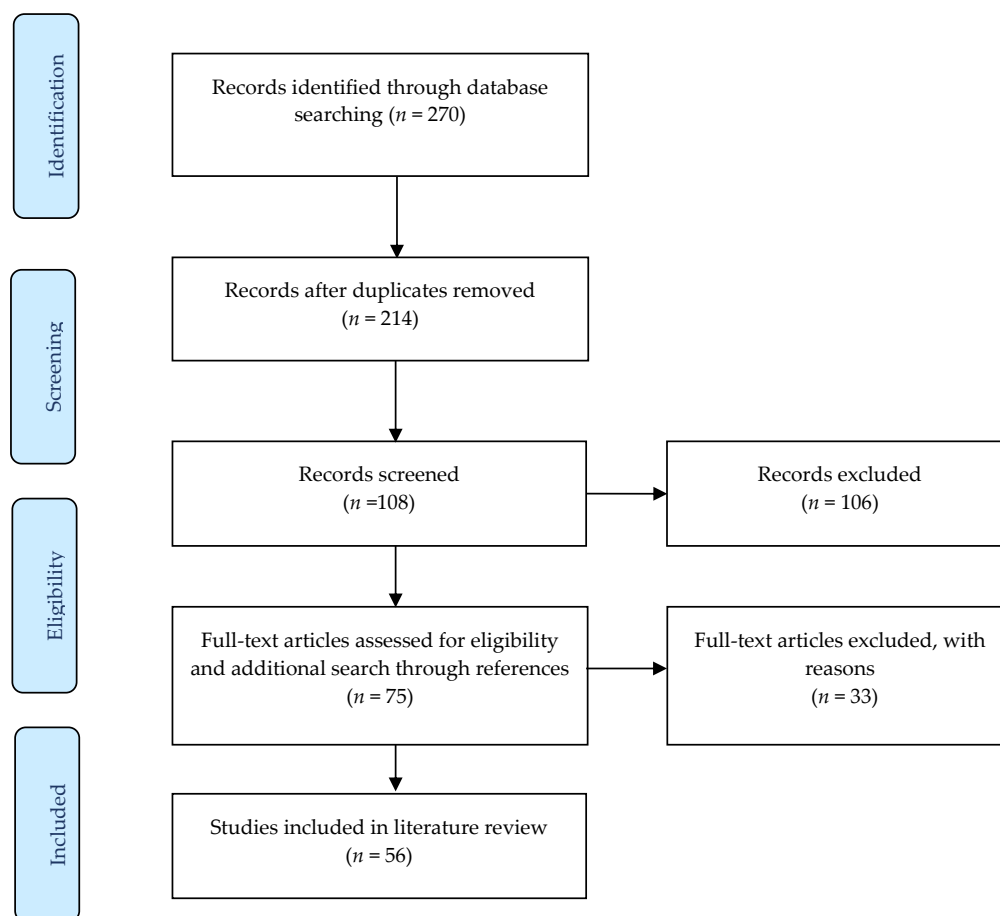 Identification
Records identified through database
searching (n = 270)
Records after duplicates removed
(n = 214)
Screening
Records screened
(n =108)
Records excluded
(n = 106)
Eligibility
Full-text articles assessed for eligibility
and additional search through references
(n = 75)
Full-text articles excluded, with
reasons
(n = 33)
Included
Studies included in literature review
(n = 56)